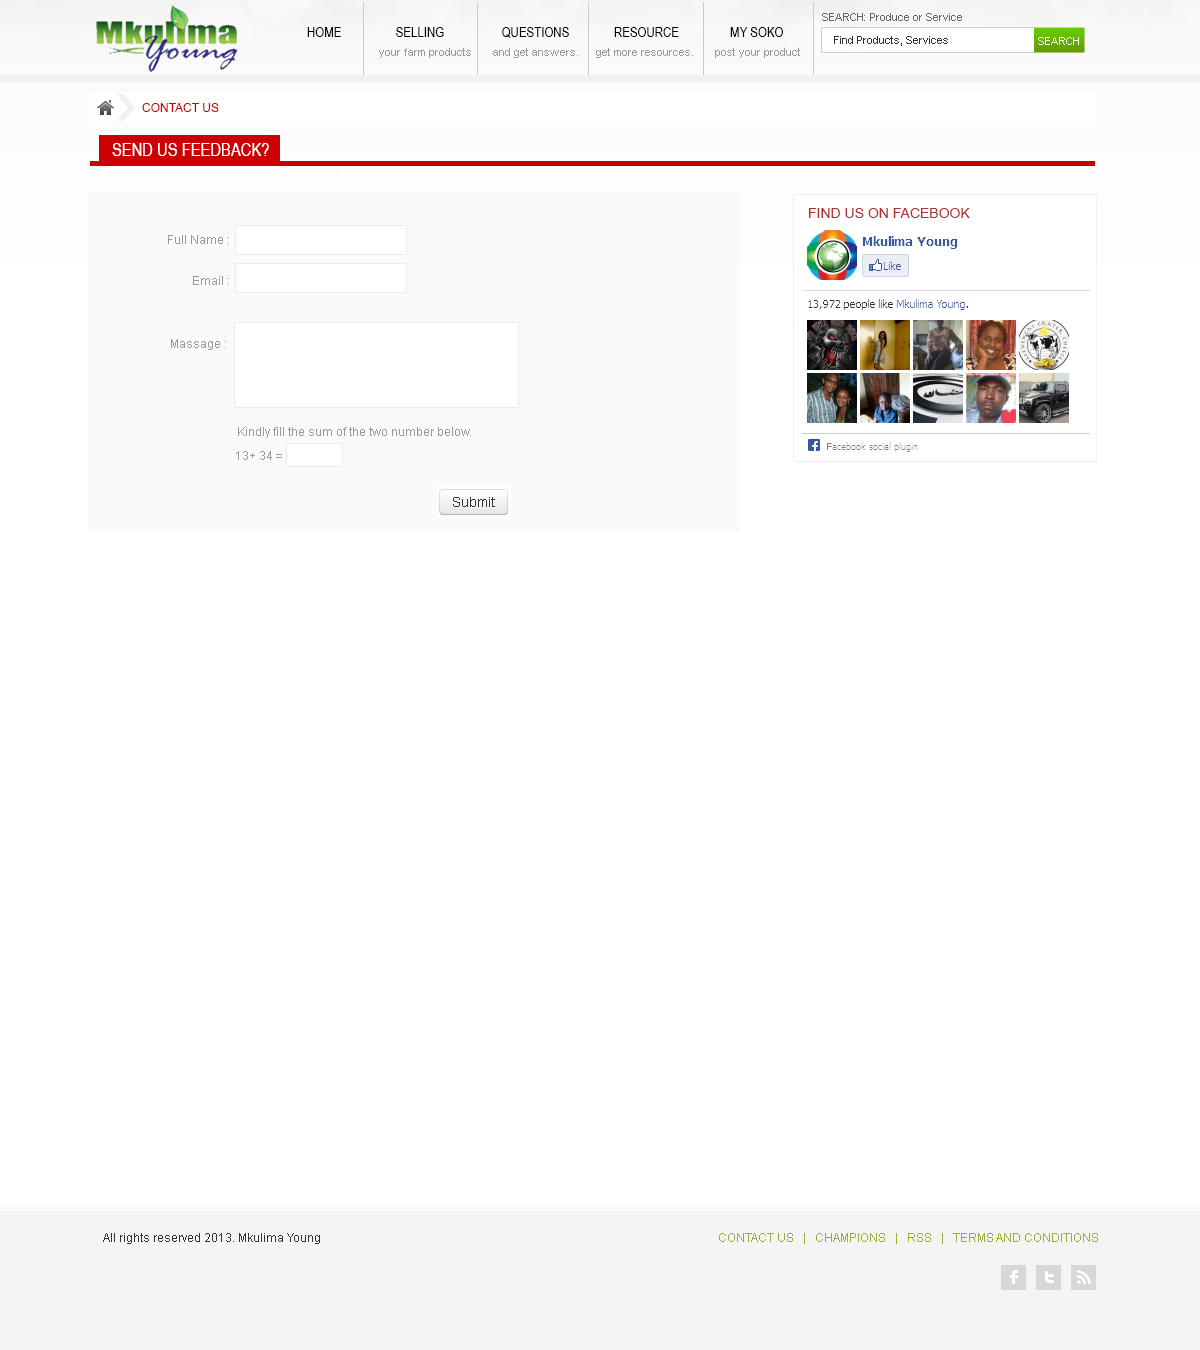 Mkulima
Young
HOME
SELLING
your farm products
QUESTIONS
and get answers.
RESOURCE
get more resources.
MY SOKO
post your product
SEARCH: Produce or Service
Find Products, Services
SEARCH
CONTACT US
SEND US FEEDBACK?
Full Name :
Email :
Massage :
Kindly fill the sum of the two number below.
13+ 34 =
Submit
FIND US ON FACEBOOK
Mkulima Young
Like
13,972 people like Mkulima Young.
Facebook social plugin
All rights reserved 2013. Mkulima Young
CONTACT US | CHAMPIONS | RSS | TERMS AND CONDITIONS